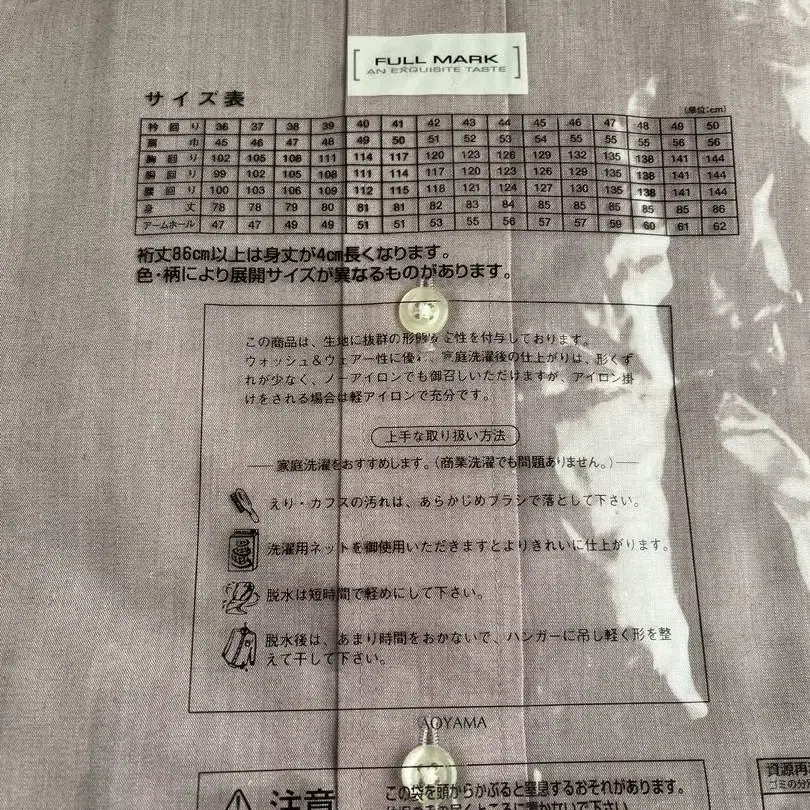 FULL MARK
AN EXQUISITE TASTE
サイズ表
(単位:cm)
衿回り 36 37 38 39 40 41 42 43 44 45 46 47 48 49 50
肩巾 45 46 47 48 49 50 51 52 53 54 55 55 55 56 56
胸回り 102 105 108 111 114 117 120 123 126 129 132 135 138 141 144
胴回り 99 102 105 108 111 114 117 120 123 126 129 135 138 141 144
腰回り 100 103 106 109 112 115 118 121 124 127 130 135 138 141 144
身丈 78 78 79 80 81 81 82 83 84 85 85 85 85 85 86
アームホール 47 47 49 49 51 51 53 55 56 57 57 59 60 61 62
裄丈86cm以上は身丈が4cm長くなります。
色・柄により展開サイズが異なるものがあります。
この商品は、生地に抜群の形態安定性を付与しております。
ウォッシュ&ウェアー性に優れ、家庭洗濯後の仕上がりは、形くず
れが少なく、ノーアイロンでも御召しいただけますが、アイロン掛
けをされる場合は軽アイロンで充分です。
上手な取り扱い方法
家庭洗濯をおすすめします。(商業洗濯でも問題ありません。)
えり・カフスの汚れは、あらかじめブラシで落として下さい。
洗濯用ネットを御使用いただきますとよりきれいに仕上がります。
脱水は短時間で軽めにして下さい。
脱水後は、あまり時間をおかないで、ハンガーに吊し軽く形を整
えて干して下さい。
AOYAMA
注意
この袋を頭からかぶると窒息するおそれがあります。
資源再
ゴミの分別